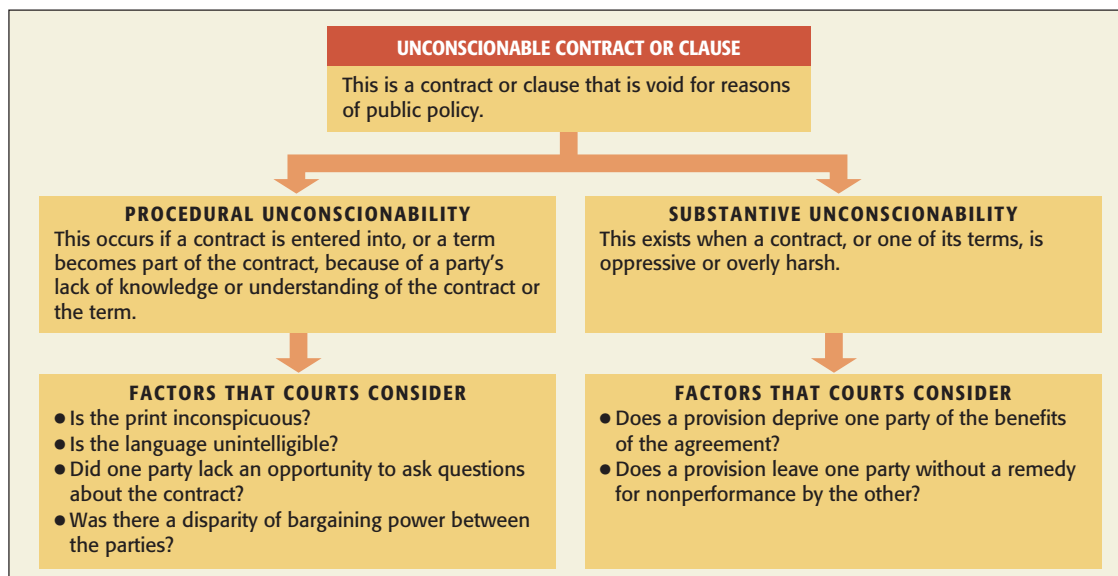 UNCONSCIONABLE CONTRACT OR CLAUSE
This is a contract or clause that is void for reasons
of public policy.
PROCEDURAL UNCONSCIONABILITY
This occurs if a contract is entered into, or a term
becomes part of the contract, because of a party's
lack of knowledge or understanding of the contract or
the term.
SUBSTANTIVE UNCONSCIONABILITY
This exists when a contract, or one of its terms, is
oppressive or overly harsh.
FACTORS THAT COURTS CONSIDER
● Is the print inconspicuous?
● Is the language unintelligible?
● Did one party lack an opportunity to ask questions
about the contract?
● Was there a disparity of bargaining power between
the parties?
FACTORS THAT COURTS CONSIDER
● Does a provision deprive one party of the benefits
of the agreement?
● Does a provision leave one party without a remedy
for nonperformance by the other?